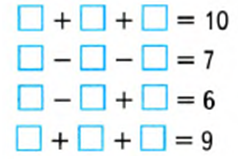 □ + □ + □ = 10
□ − □ − □ = 7
□ − □ + □ = 6
□ + □ + □ = 9